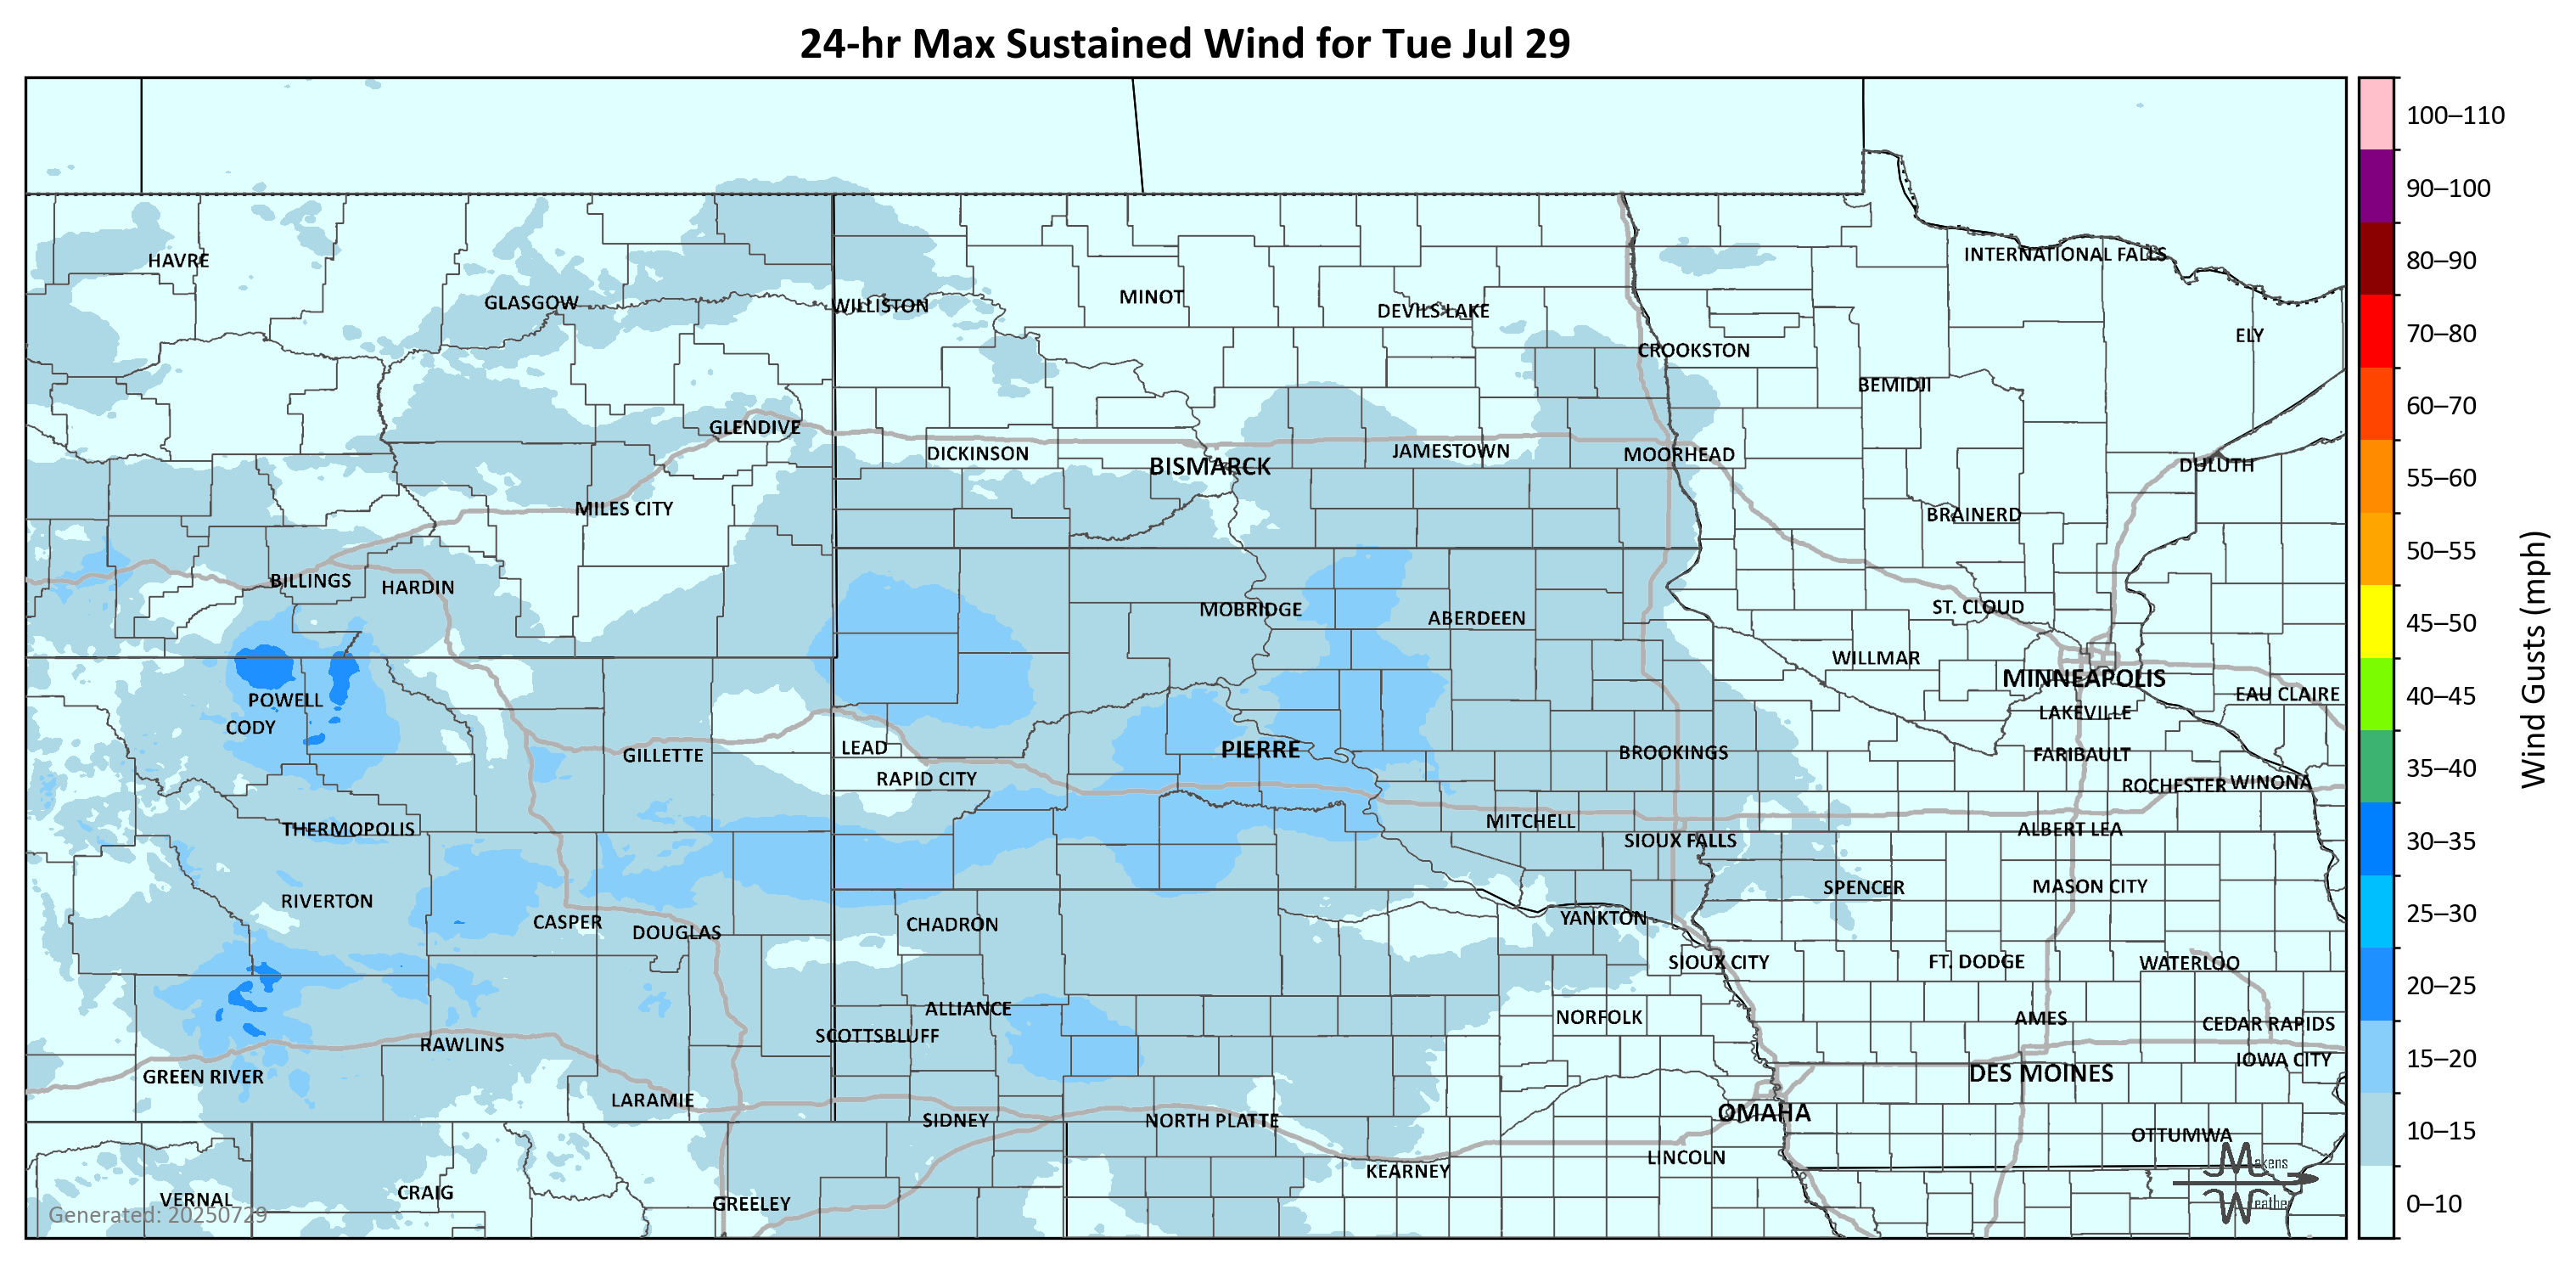 24-hr Max Sustained Wind for Tue Jul 29
100–110
90–100
80–90
70–80
60–70
55–60
50–55
45–50
40–45
35–40
30–35
25–30
20–25
15–20
10–15
0–10
Wind Gusts (mph)
HAVRE
INTERNATIONAL FALLS
GLASGOW
WILLISTON
MINOT
DEVILS LAKE
ELY
CROOKSTON
BEMIDJI
GLENDIVE
DICKINSON
BISMARCK
JAMESTOWN
MOORHEAD
DULUTH
MILES CITY
BRAINERD
BILLINGS
HARDIN
MOBRIDGE
ABERDEEN
ST. CLOUD
WILLMAR
MINNEAPOLIS
POWELL
EAU CLAIRE
CODY
LAKEVILLE
GILLETTE
LEAD
PIERRE
BROOKINGS
FARIBAULT
RAPID CITY
ROCHESTER
WINONA
THERMOPOLIS
MITCHELL
ALBERT LEA
SIOUX FALLS
RIVERTON
SPENCER
MASON CITY
CASPER
DOUGLAS
CHADRON
YANKTON
SIOUX CITY
FT. DODGE
WATERLOO
ALLIANCE
NORFOLK
AMES
CEDAR RAPIDS
SCOTTSBLUFF
RAWLINS
IOWA CITY
GREEN RIVER
DES MOINES
LARAMIE
SIDNEY
NORTH PLATTE
OMAHA
OTTUMWA
KEARNEY
LINCOLN
VERNAL
CRAIG
GREELEY
Generated: 20250729
Makens
Weather